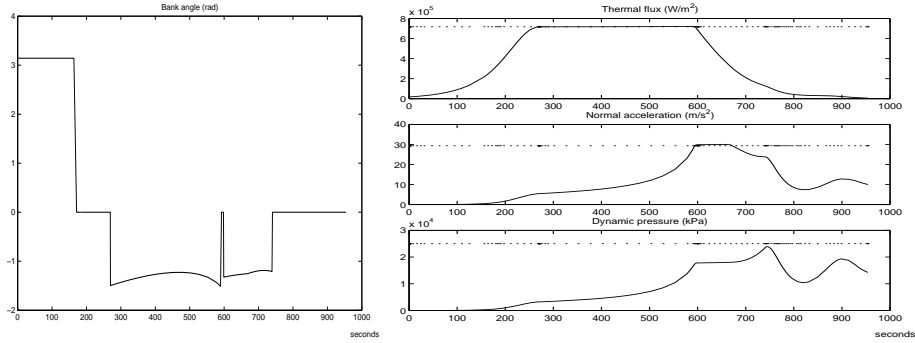 Bank angle (rad)
4
3
2
1
0
−1
−2
0 100 200 300 400 500 600 700 800 900 1000
seconds
Thermal flux (W/m²)
x 10⁵
8
6
4
2
0
0 100 200 300 400 500 600 700 800 900 1000
Normal acceleration (m/s²)
40
30
20
10
0
0 100 200 300 400 500 600 700 800 900 1000
Dynamic pressure (kPa)
x 10⁴
3
2
1
0
0 100 200 300 400 500 600 700 800 900 1000
seconds